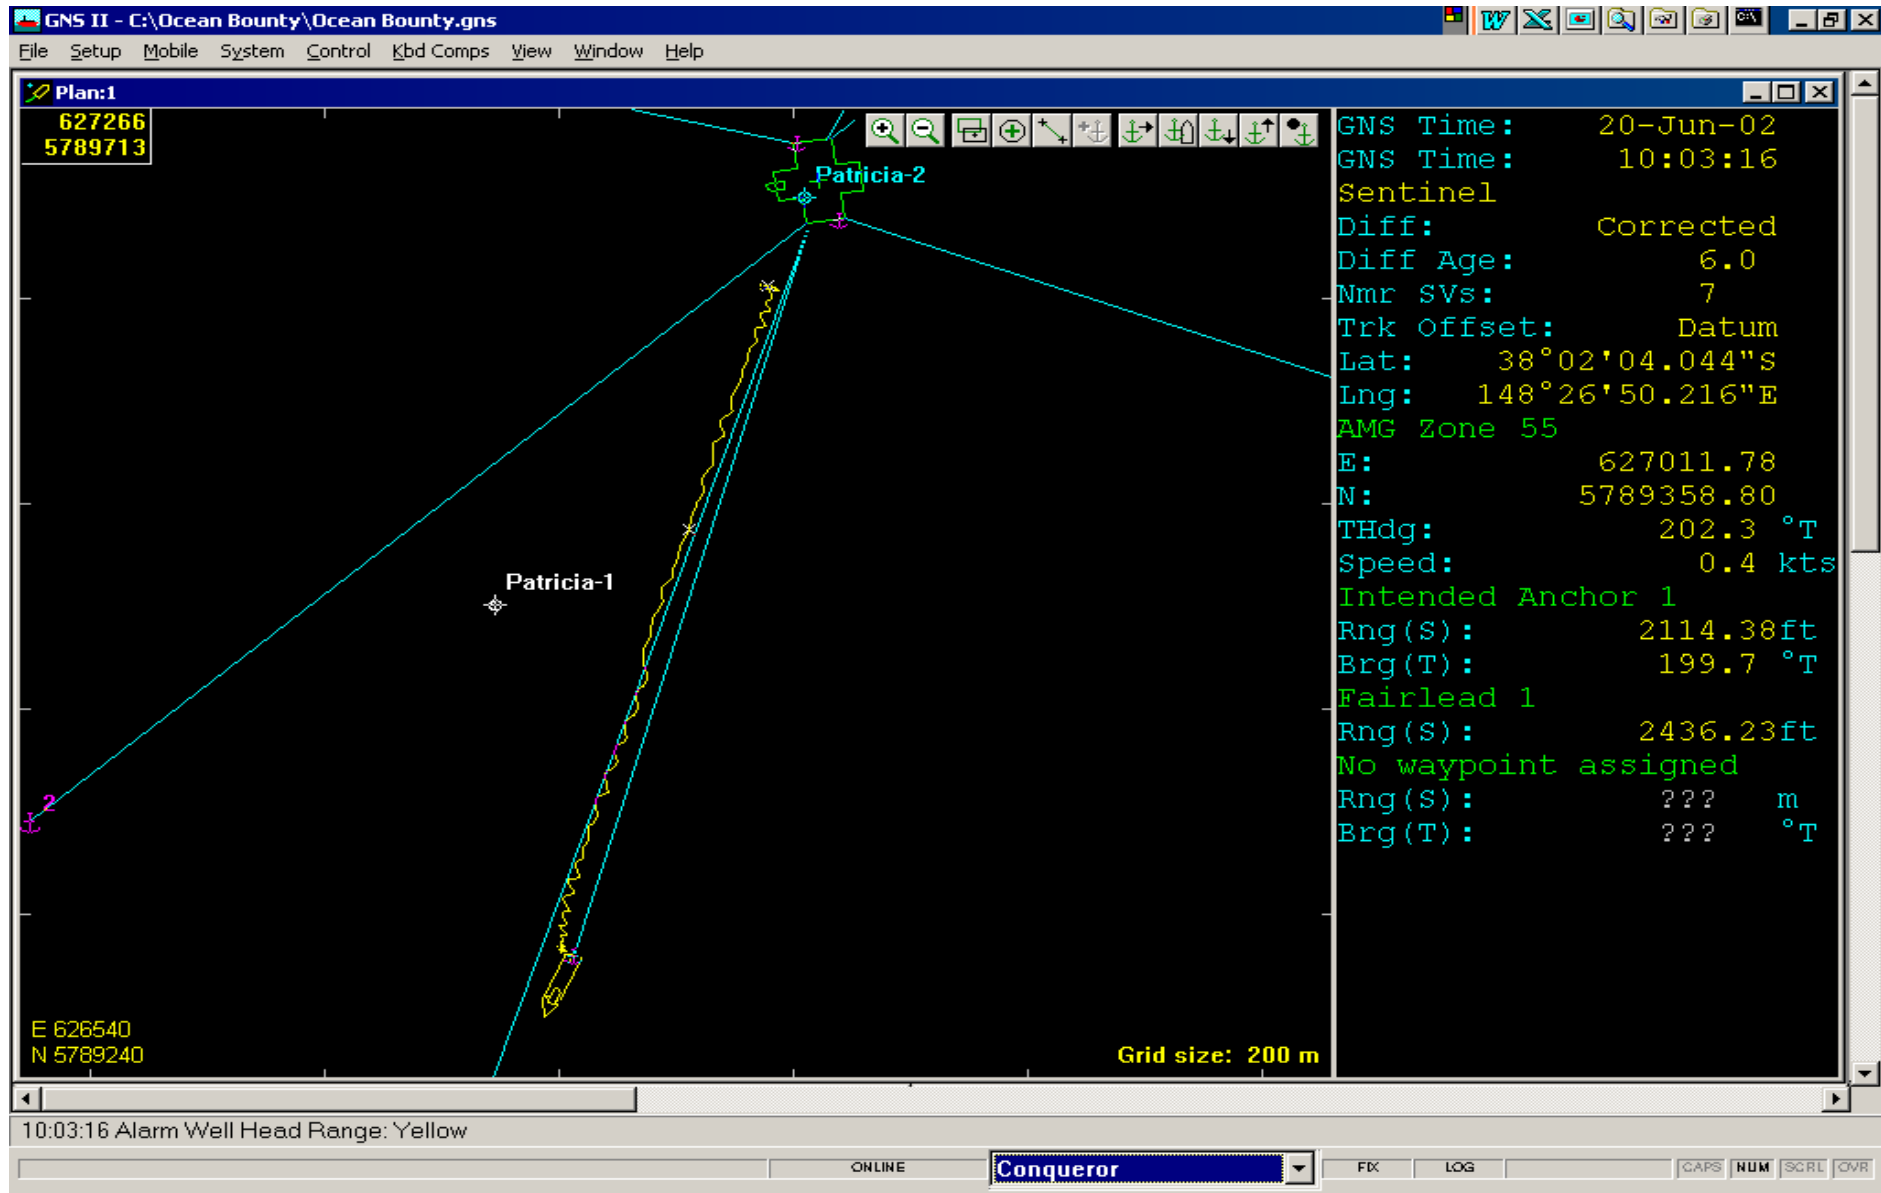 GNS II - C:\Ocean Bounty\Ocean Bounty.gns
File Setup Mobile System Control Kbd Comps View Window Help
Plan:1
627266
5789713
Patricia-2
Patricia-1
2
E 626540
N 5789240
Grid size: 200 m
GNS Time: 20-Jun-02
GNS Time: 10:03:16
Sentinel
Diff: Corrected
Diff Age: 6.0
Nmr SVs: 7
Trk Offset: Datum
Lat: 38°02'04.044"S
Lng: 148°26'50.216"E
AMG Zone 55
E: 627011.78
N: 5789358.80
THdg: 202.3 °T
Speed: 0.4 kts
Intended Anchor 1
Rng(S): 2114.38ft
Brg(T): 199.7 °T
Fairlead 1
Rng(S): 2436.23ft
No waypoint assigned
Rng(S): ??? m
Brg(T): ??? °T
10:03:16 Alarm Well Head Range: Yellow
ONLINE Conqueror FIX LOG CAPS NUM SCRL OVR